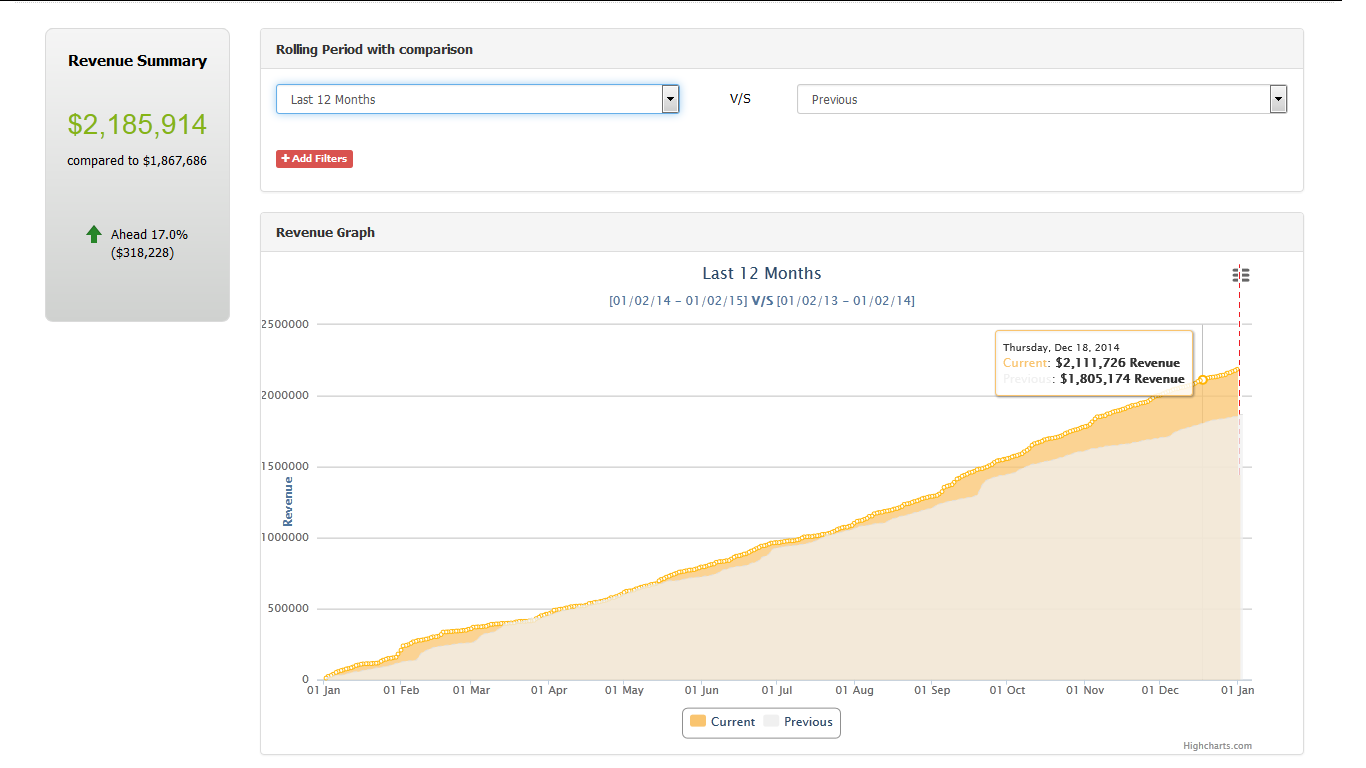 Revenue Summary
$2,185,914
compared to $1,867,686
Ahead 17.0%
($318,228)
Rolling Period with comparison
Last 12 Months
V/S
Previous
+ Add Filters
Revenue Graph
Last 12 Months
[01/02/14 - 01/02/15] V/S [01/02/13 - 01/02/14]
Thursday, Dec 18, 2014
Current: $2,111,726 Revenue
Previous: $1,805,174 Revenue
Revenue
2500000
2000000
1500000
1000000
500000
0
01 Jan 01 Feb 01 Mar 01 Apr 01 May 01 Jun 01 Jul 01 Aug 01 Sep 01 Oct 01 Nov 01 Dec 01 Jan
Current Previous
Highcharts.com